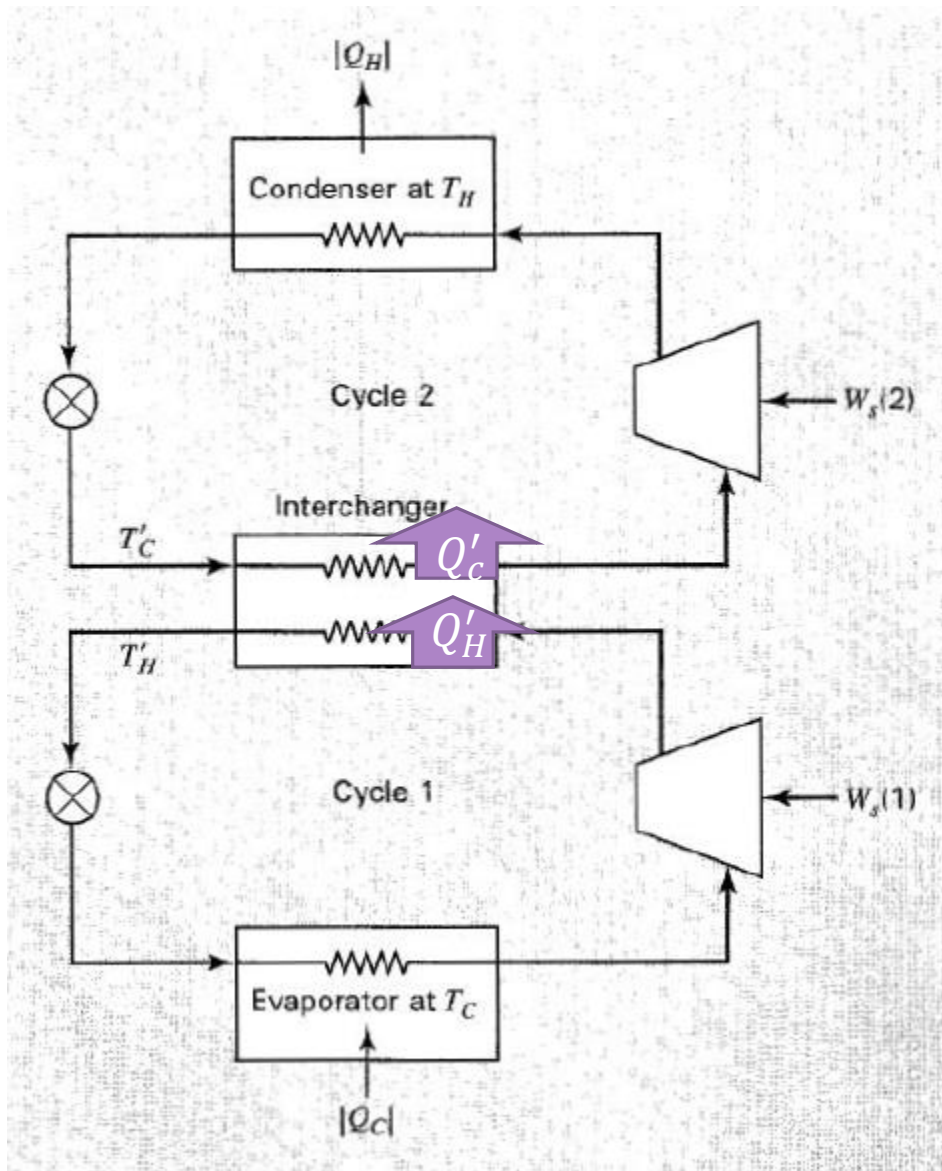 |Q_H|
Condenser at T_H
Cycle 2
W_s(2)
Interchanger
T'_C
Q'_c
T'_H
Q'_H
Cycle 1
W_s(1)
Evaporator at T_C
|Q_C|